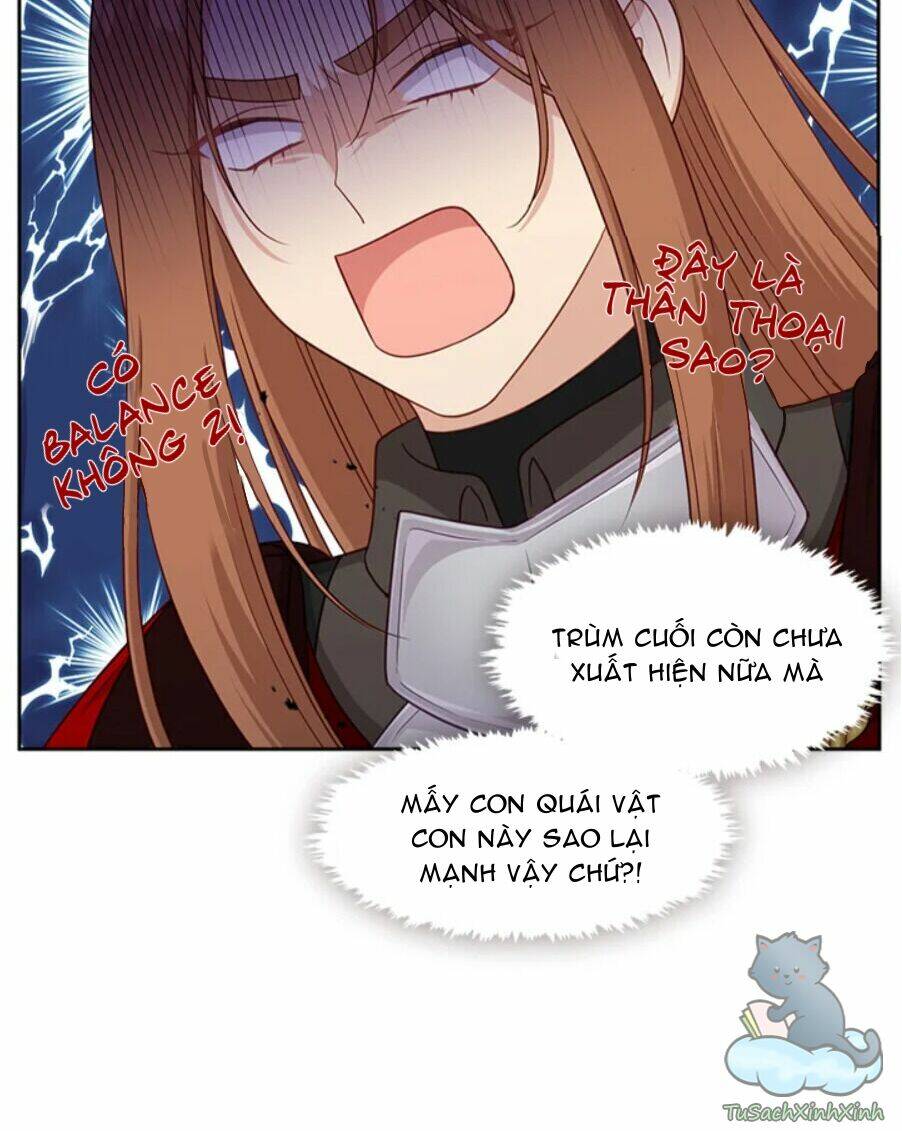 ĐÂY LÀ
THẦN THOẠI
SAO?
CÓ
BALANCE
KHÔNG ZI!
TRÙM CUỐI CÒN CHƯA
XUẤT HIỆN NỮA MÀ
MẤY CON QUÁI VẬT
CON NÀY SAO LẠI
MẠNH VẬY CHỨ?!
TuSachXinhXinh